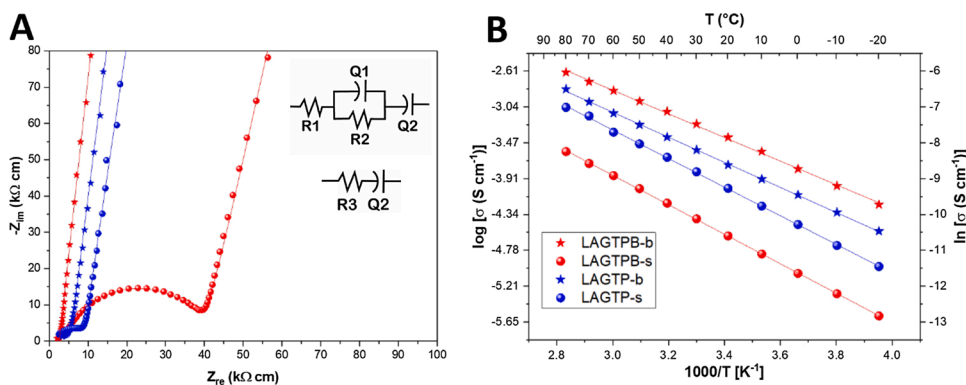 A
-Z_im (kΩ cm)
80
70
60
50
40
30
20
10
0
0 10 20 30 40 50 60 70 80 90 100
Z_re (kΩ cm)
Q1
R1
R2
Q2
R3 Q2
B
T (°C)
90 80 70 60 50 40 30 20 10 0 -10 -20
log [σ (S cm⁻¹)]
-2.61
-3.04
-3.47
-3.91
-4.34
-4.78
-5.21
-5.65
ln [σ (S cm⁻¹)]
-6
-7
-8
-9
-10
-11
-12
-13
LAGTPB-b
LAGTPB-s
LAGTP-b
LAGTP-s
2.8 3.0 3.2 3.4 3.6 3.8 4.0
1000/T [K⁻¹]